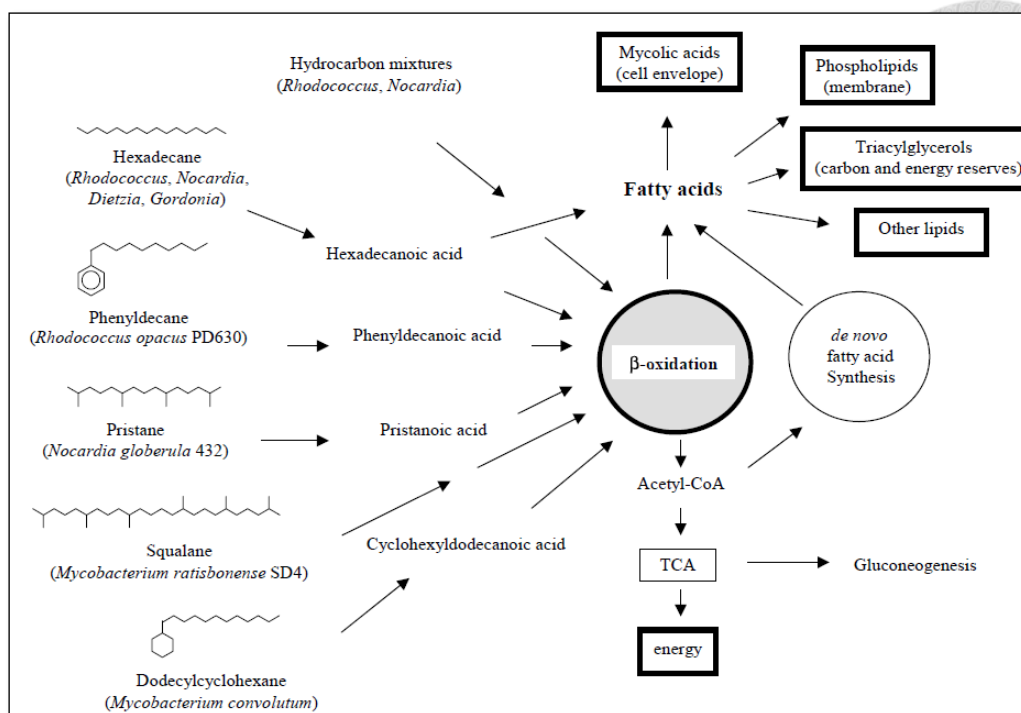 Hydrocarbon mixtures
(Rhodococcus, Nocardia)
Mycolic acids
(cell envelope)
Phospholipids
(membrane)
Triacylglycerols
(carbon and energy reserves)
Other lipids
Fatty acids
Hexadecane
(Rhodococcus, Nocardia,
Dietzia, Gordonia)
Hexadecanoic acid
Phenyldecane
(Rhodococcus opacus PD630)
Phenyldecanoic acid
β-oxidation
de novo
fatty acid
Synthesis
Pristane
(Nocardia globerula 432)
Pristanoic acid
Acetyl-CoA
Squalane
(Mycobacterium ratisbonense SD4)
Cyclohexyldodecanoic acid
TCA
Gluconeogenesis
energy
Dodecylcyclohexane
(Mycobacterium convolutum)